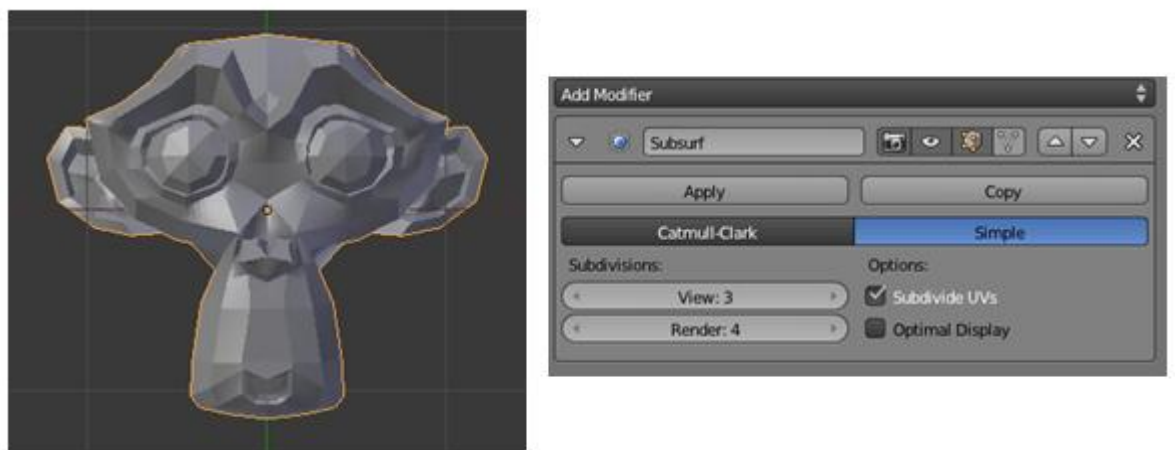 Add Modifier
Subsurf
Apply Copy
Catmull-Clark Simple
Subdivisions: Options:
View: 3 Subdivide UVs
Render: 4 Optimal Display